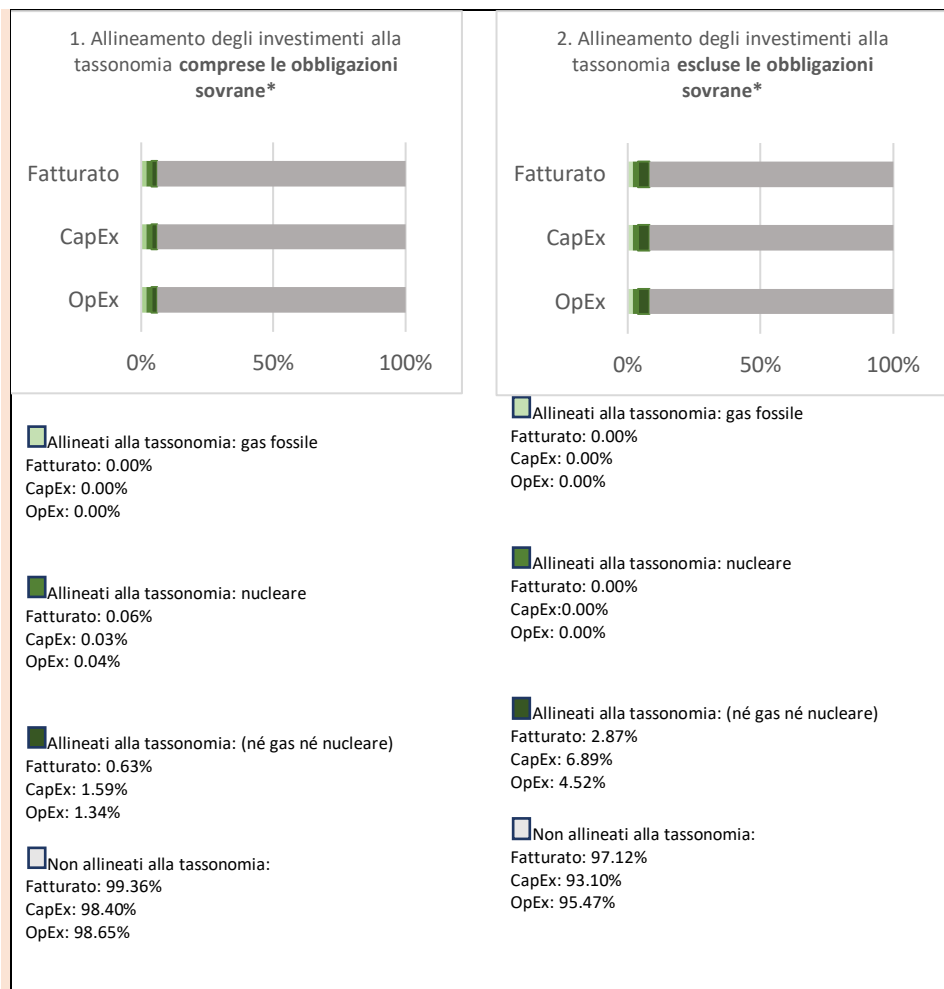 1. Allineamento degli investimenti alla
tassonomia comprese le obbligazioni
sovrane*
Fatturato
CapEx
OpEx
0%
50%
100%
Allineati alla tassonomia: gas fossile
Fatturato: 0.00%
CapEx: 0.00%
OpEx: 0.00%
Allineati alla tassonomia: nucleare
Fatturato: 0.06%
CapEx: 0.03%
OpEx: 0.04%
Allineati alla tassonomia: (né gas né nucleare)
Fatturato: 0.63%
CapEx: 1.59%
OpEx: 1.34%
Non allineati alla tassonomia:
Fatturato: 99.36%
CapEx: 98.40%
OpEx: 98.65%
2. Allineamento degli investimenti alla
tassonomia escluse le obbligazioni
sovrane*
Fatturato
CapEx
OpEx
0%
50%
100%
Allineati alla tassonomia: gas fossile
Fatturato: 0.00%
CapEx: 0.00%
OpEx: 0.00%
Allineati alla tassonomia: nucleare
Fatturato: 0.00%
CapEx:0.00%
OpEx: 0.00%
Allineati alla tassonomia: (né gas né nucleare)
Fatturato: 2.87%
CapEx: 6.89%
OpEx: 4.52%
Non allineati alla tassonomia:
Fatturato: 97.12%
CapEx: 93.10%
OpEx: 95.47%